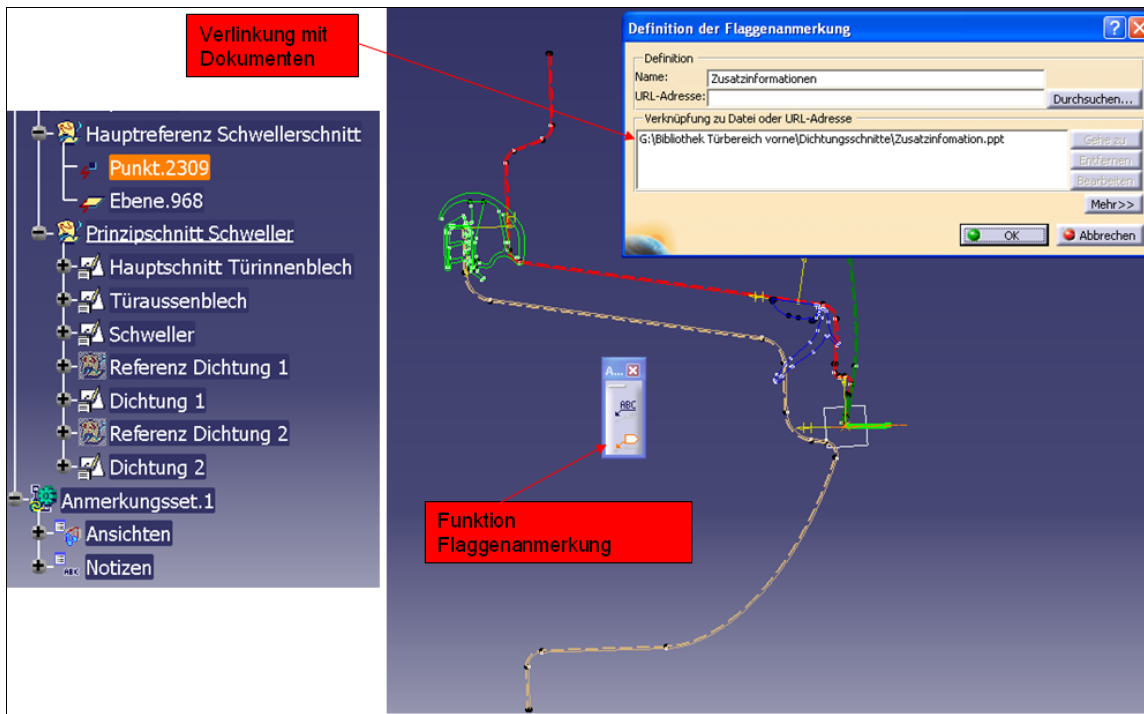 Verlinkung mit
Dokumenten
Hauptreferenz Schwellerschnitt
Punkt.2309
Ebene.968
Prinzipschnitt Schweller
Hauptschnitt Türinnenblech
Türaussenblech
Schweller
Referenz Dichtung 1
Dichtung 1
Referenz Dichtung 2
Dichtung 2
Anmerkungsset.1
Ansichten
ABC Notizen
Definition der Flaggenanmerkung
Definition
Name: Zusatzinformationen
URL-Adresse: Durchsuchen...
Verknüpfung zu Datei oder URL-Adresse
G:\Bibliothek Türbereich vorne\Dichtungsschnitte\Zusatzinfomation.ppt
Gehe zu
Entfernen
Bearbeiten
Mehr>>
OK Abbrechen
A...
ABC
Funktion
Flaggenanmerkung